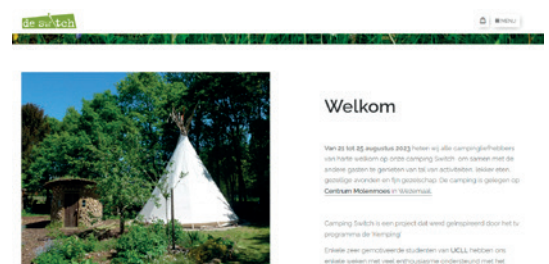 de switch
MENU
Welkom
Van 21 tot 25 augustus 2023 heten wij alle campingliefhebbers
van harte welkom op onze camping Switch om samen met de
andere gasten te genieten van tal van activiteiten, lekker eten,
gezellige avonden en fijn gezelschap. De camping is gelegen op
Centrum Molenmoes in Wezemaal.
Camping Switch is een project dat werd geïnspireerd door het tv
programma de 'Kemping'.
Enkele zeer gemotiveerde studenten van UCLL hebben ons
enkele weken met veel enthousiasme ondersteund met het